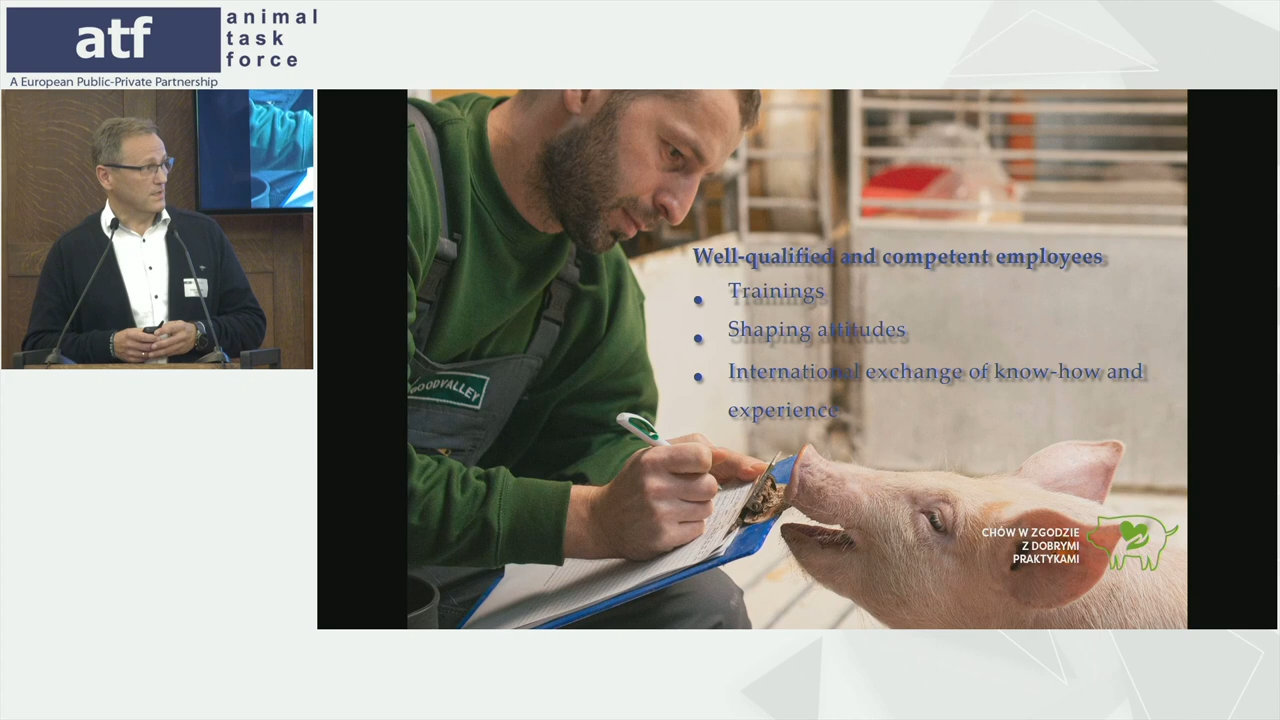 atf
animal
task
force
A European Public-Private Partnership
Well-qualified and competent employees
• Trainings
• Shaping attitudes
• International exchange of know-how and
experience
GOODVALLEY
CHÓW W ZGODZIE
Z DOBRYMI
PRAKTYKAMI